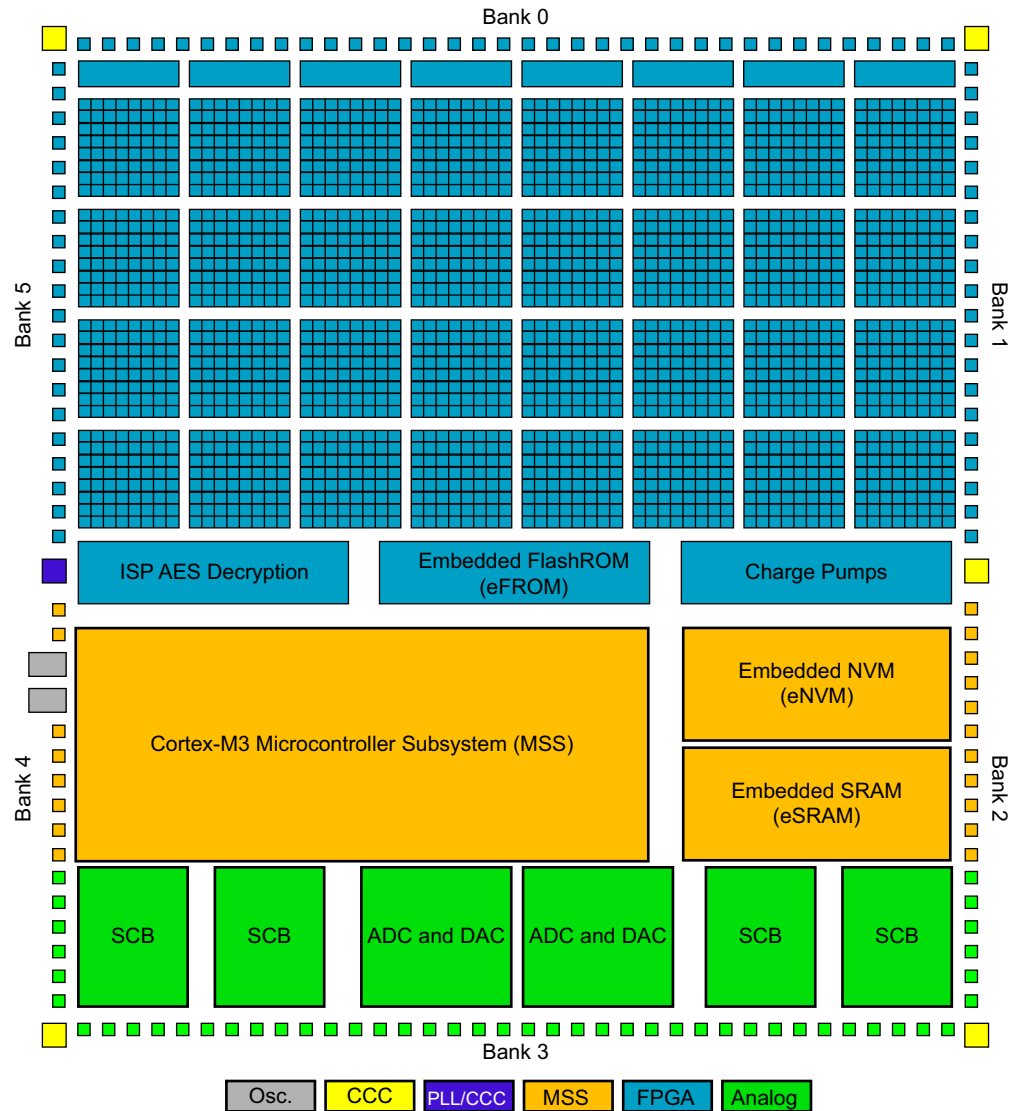 Bank 0
Bank 5
Bank 1
ISP AES Decryption
Embedded FlashROM
(eFROM)
Charge Pumps
Cortex-M3 Microcontroller Subsystem (MSS)
Embedded NVM
(eNVM)
Embedded SRAM
(eSRAM)
Bank 4
Bank 2
SCB
SCB
ADC and DAC
ADC and DAC
SCB
SCB
Bank 3
Osc.
CCC
PLL/CCC
MSS
FPGA
Analog